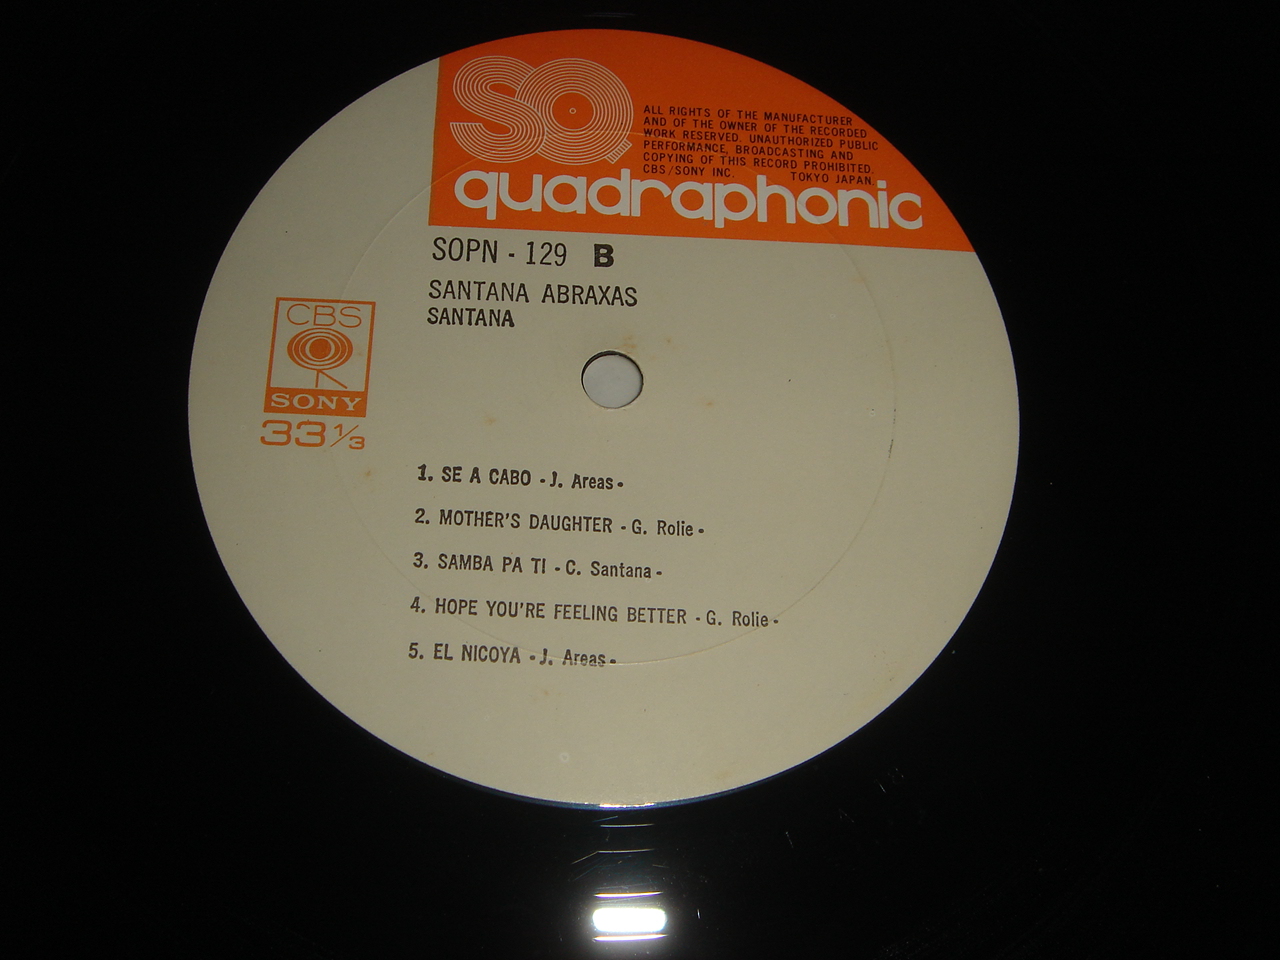 SQ
ALL RIGHTS OF THE MANUFACTURER
AND OF THE OWNER OF THE RECORDED
WORK RESERVED. UNAUTHORIZED PUBLIC
PERFORMANCE, BROADCASTING AND
COPYING OF THIS RECORD PROHIBITED.
CBS/SONY INC. TOKYO JAPAN.
quadraphonic
SOPN - 129 B
SANTANA ABRAXAS
SANTANA
CBS
SONY
33 1/3
1. SE A CABO - J. Areas -
2. MOTHER'S DAUGHTER - G. Rolie -
3. SAMBA PA TI - C. Santana -
4. HOPE YOU'RE FEELING BETTER - G. Rolie -
5. EL NICOYA - J. Areas -